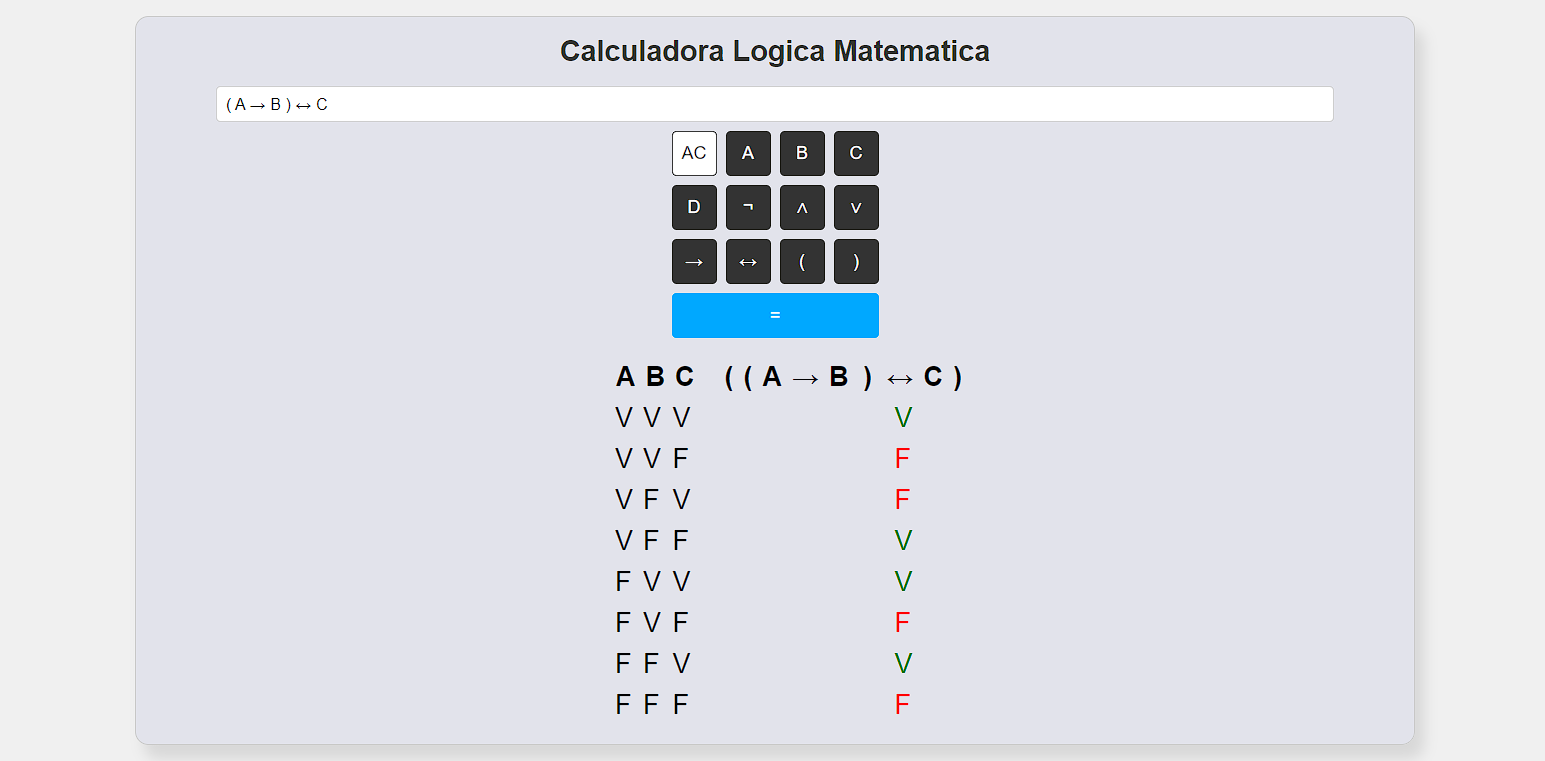 Calculadora Logica Matematica
( A → B ) ↔ C
AC A B C
D ¬ ∧ ∨
→ ↔ ( )
=
A B C ( ( A → B ) ↔ C )
V V V V
V V F F
V F V F
V F F V
F V V V
F V F F
F F V V
F F F F